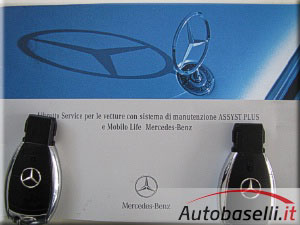 Service per le vetture con sistema di manutenzione ASSYST PLUS
e Mobilo Life Mercedes-Benz
Mercedes-Benz
Autobaselli.it